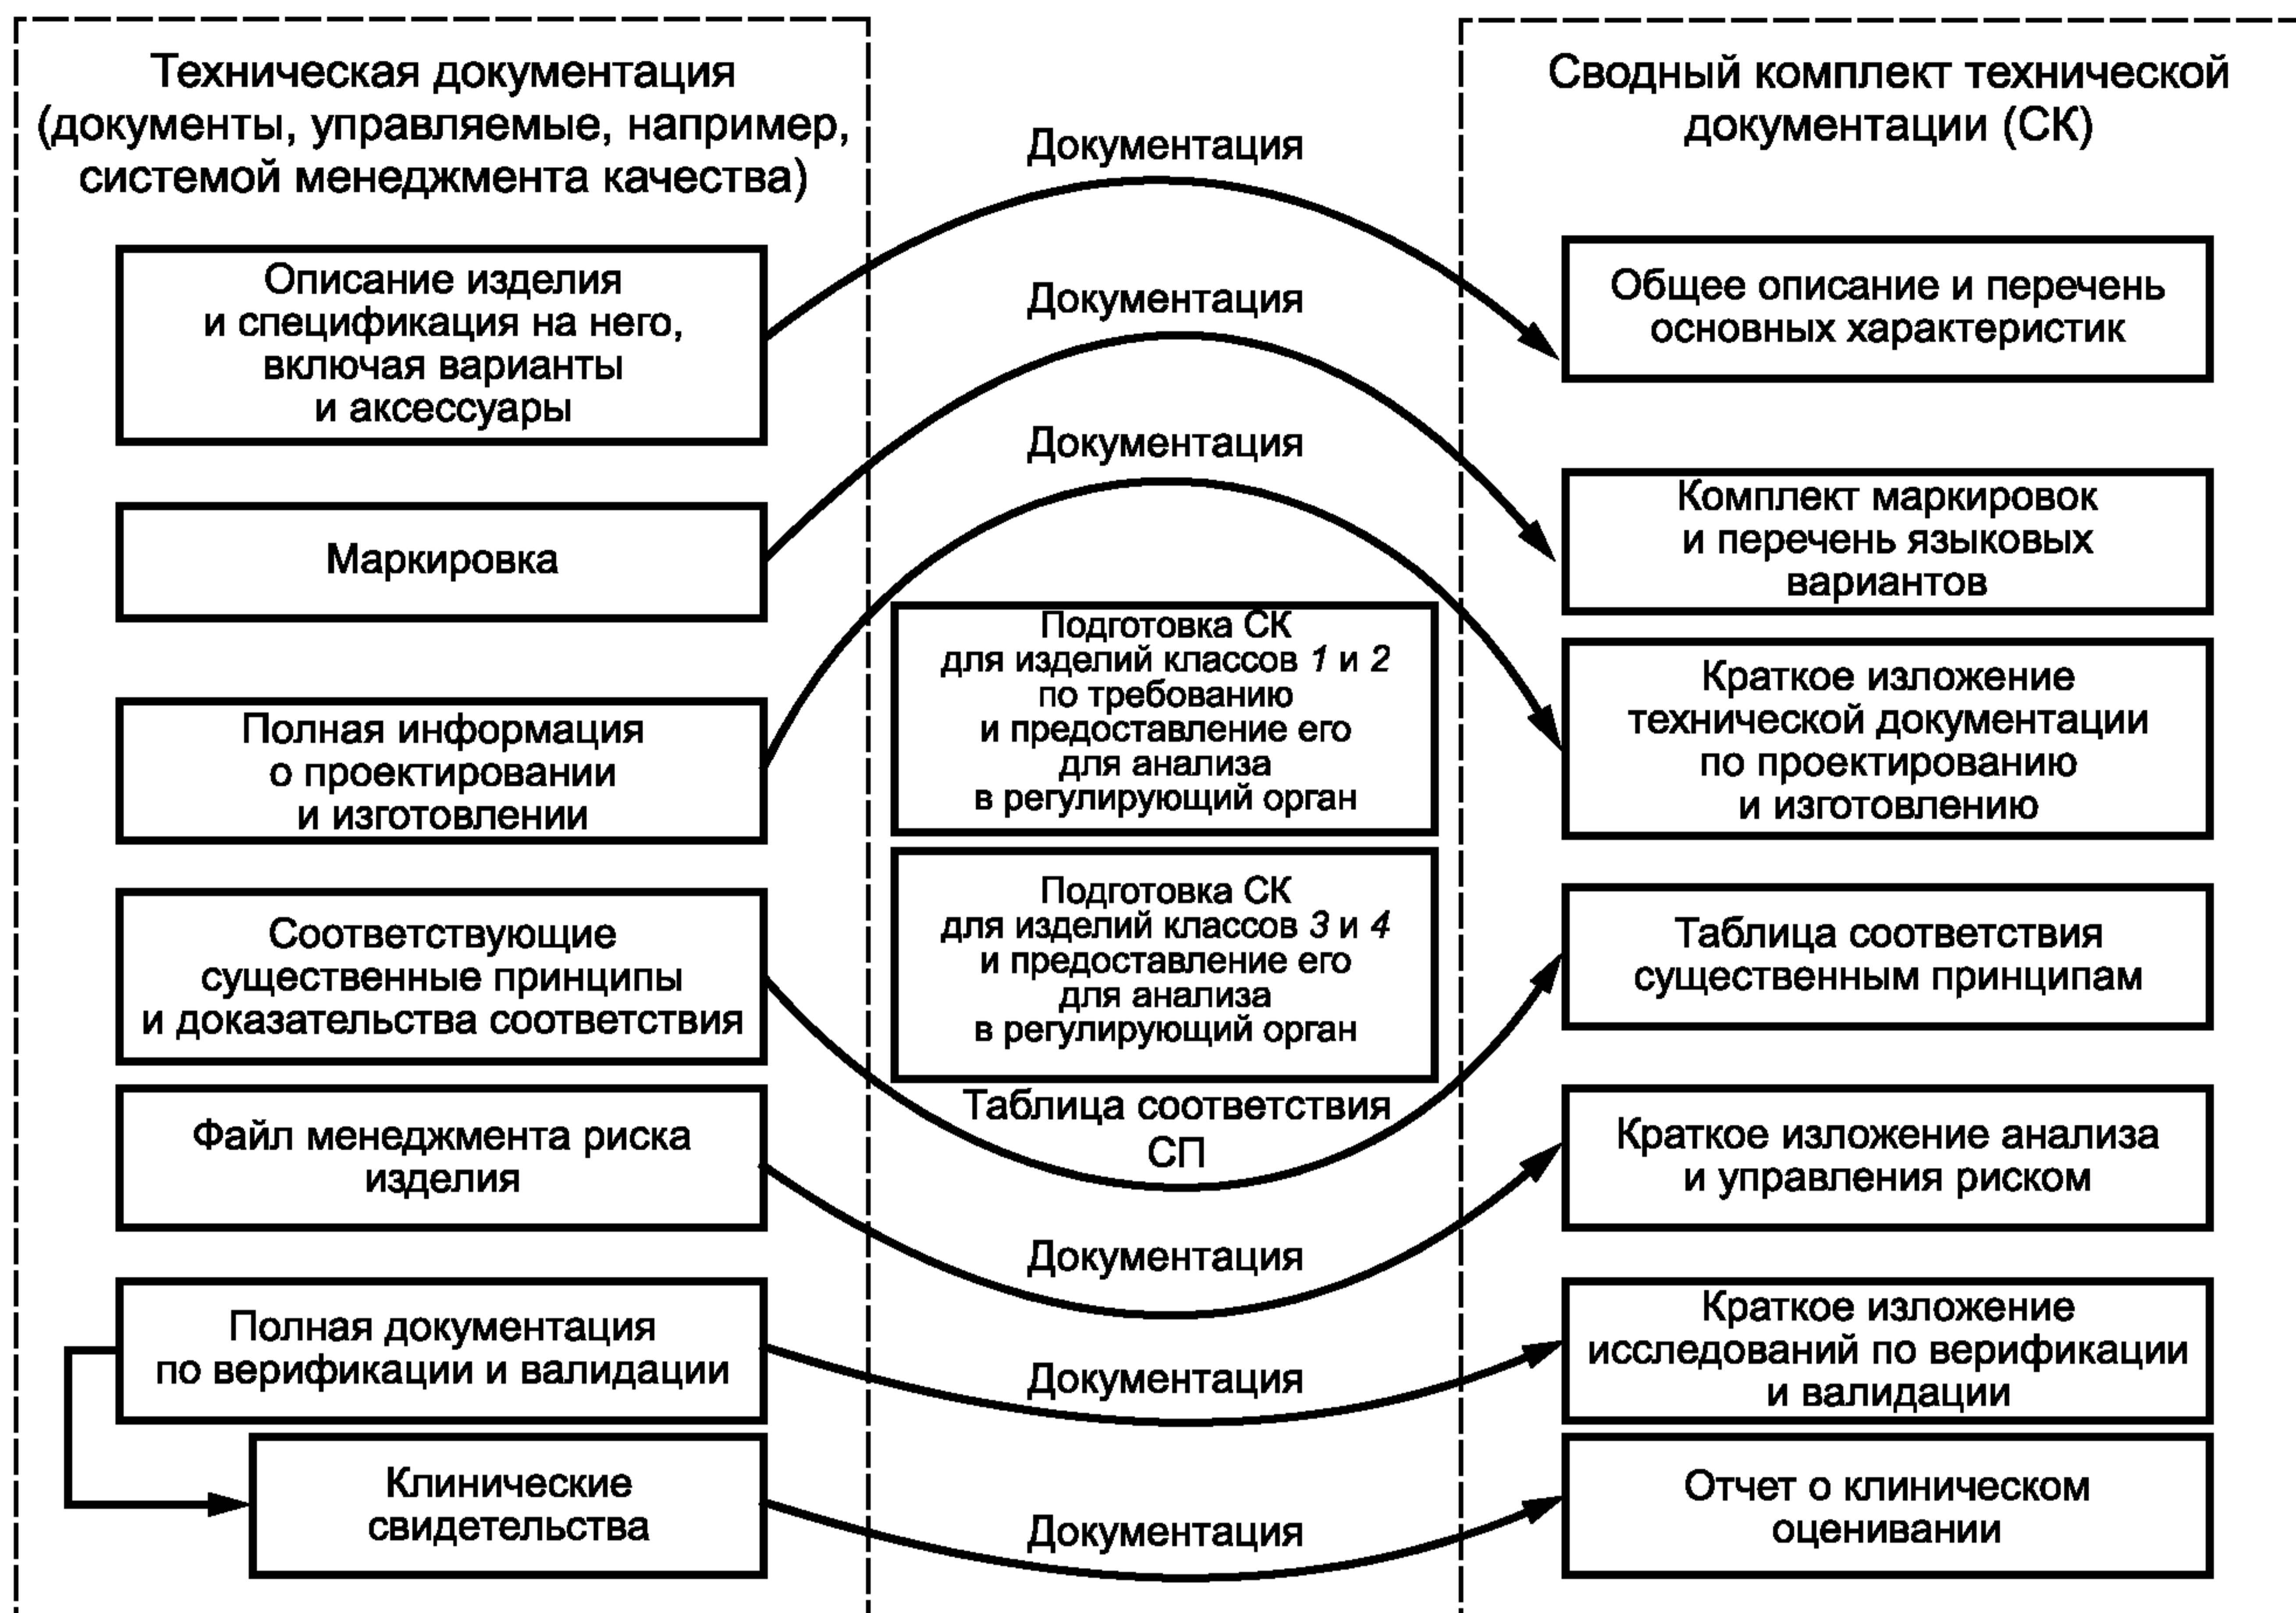 Техническая документация
(документы, управляемые, например,
системой менеджмента качества)
Описание изделия
и спецификация на него,
включая варианты
и аксессуары
Маркировка
Полная информация
о проектировании
и изготовлении
Соответствующие
существенные принципы
и доказательства соответствия
Файл менеджмента риска
изделия
Полная документация
по верификации и валидации
Клинические
свидетельства
Документация
Документация
Документация
Подготовка СК
для изделий классов 1 и 2
по требованию
и предоставление его
для анализа
в регулирующий орган
Подготовка СК
для изделий классов 3 и 4
и предоставление его
для анализа
в регулирующий орган
Таблица соответствия
СП
Документация
Документация
Документация
Сводный комплект технической
документации (СК)
Общее описание и перечень
основных характеристик
Комплект маркировок
и перечень языковых
вариантов
Краткое изложение
технической документации
по проектированию
и изготовлению
Таблица соответствия
существенным принципам
Краткое изложение анализа
и управления риском
Краткое изложение
исследований по верификации
и валидации
Отчет о клиническом
оценивании